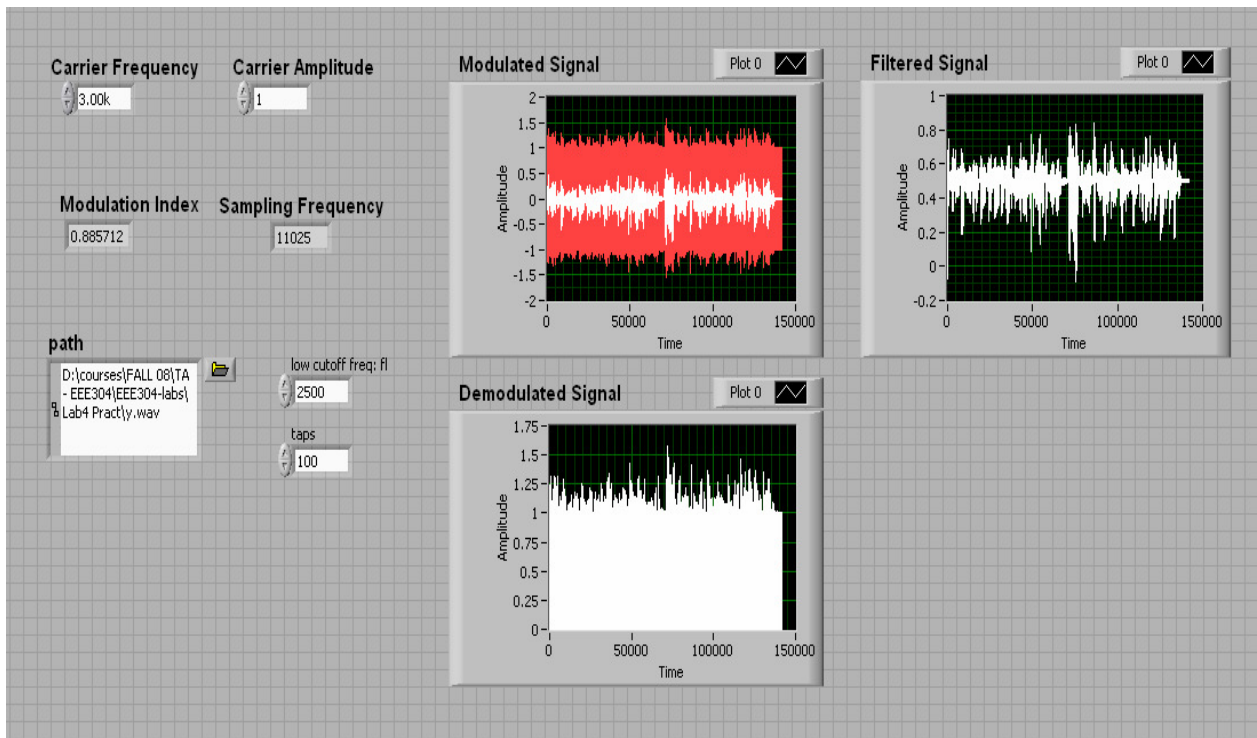 Carrier Frequency
3.00k
Carrier Amplitude
1
Modulation Index
0.885712
Sampling Frequency
11025
path
D:\courses\FALL 08\TA
- EEE304\EEE304-labs\
Lab4 Pract\y.wav
low cutoff freq: fl
2500
taps
100
Modulated Signal
Plot 0
Amplitude
2
1.5
1
0.5
0
-0.5
-1
-1.5
-2
0 50000 100000 150000
Time
Filtered Signal
Plot 0
Amplitude
1
0.8
0.6
0.4
0.2
0
-0.2
0 50000 100000 150000
Time
Demodulated Signal
Plot 0
Amplitude
1.75
1.5
1.25
1
0.75
0.5
0.25
0
0 50000 100000 150000
Time